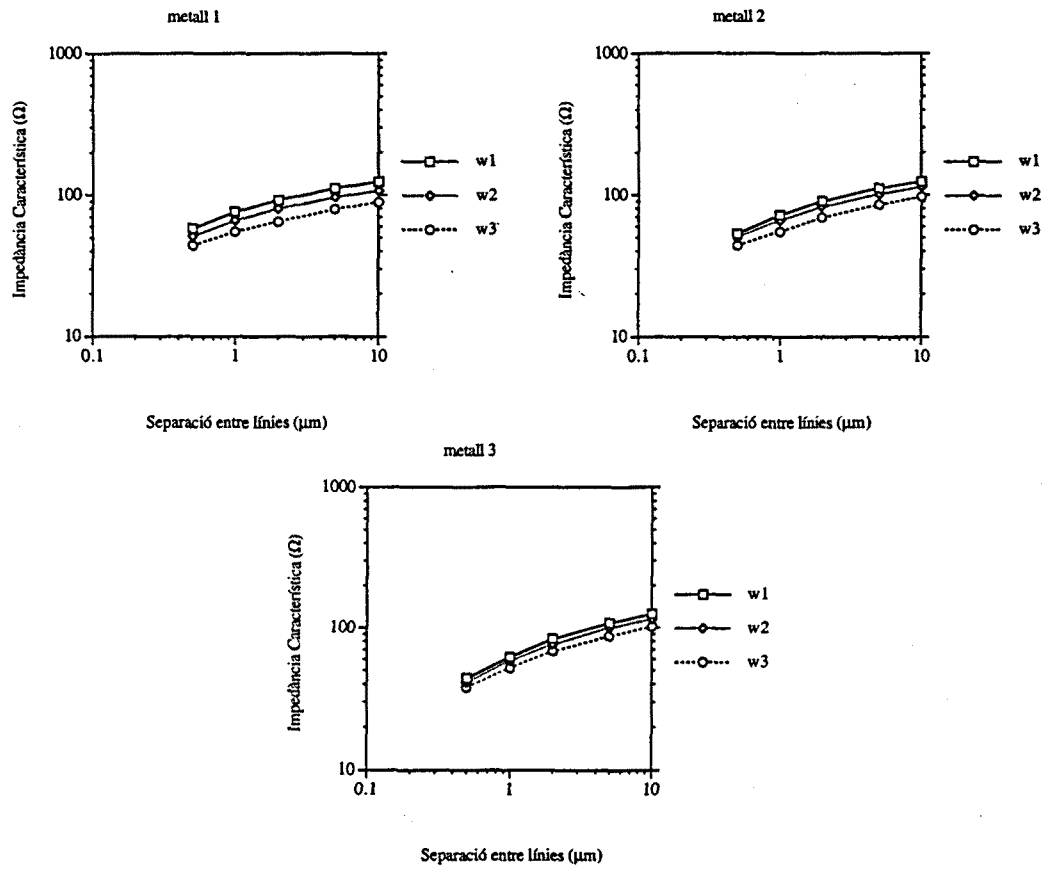 metall 1
1000
100
10
0.1
1
10
Impedància Característica (Ω)
Separació entre línies (μm)
w1
w2
w3
metall 2
1000
100
10
0.1
1
10
Impedància Característica (Ω)
Separació entre línies (μm)
w1
w2
w3
metall 3
1000
100
10
0.1
1
10
Impedància Característica (Ω)
Separació entre línies (μm)
w1
w2
w3